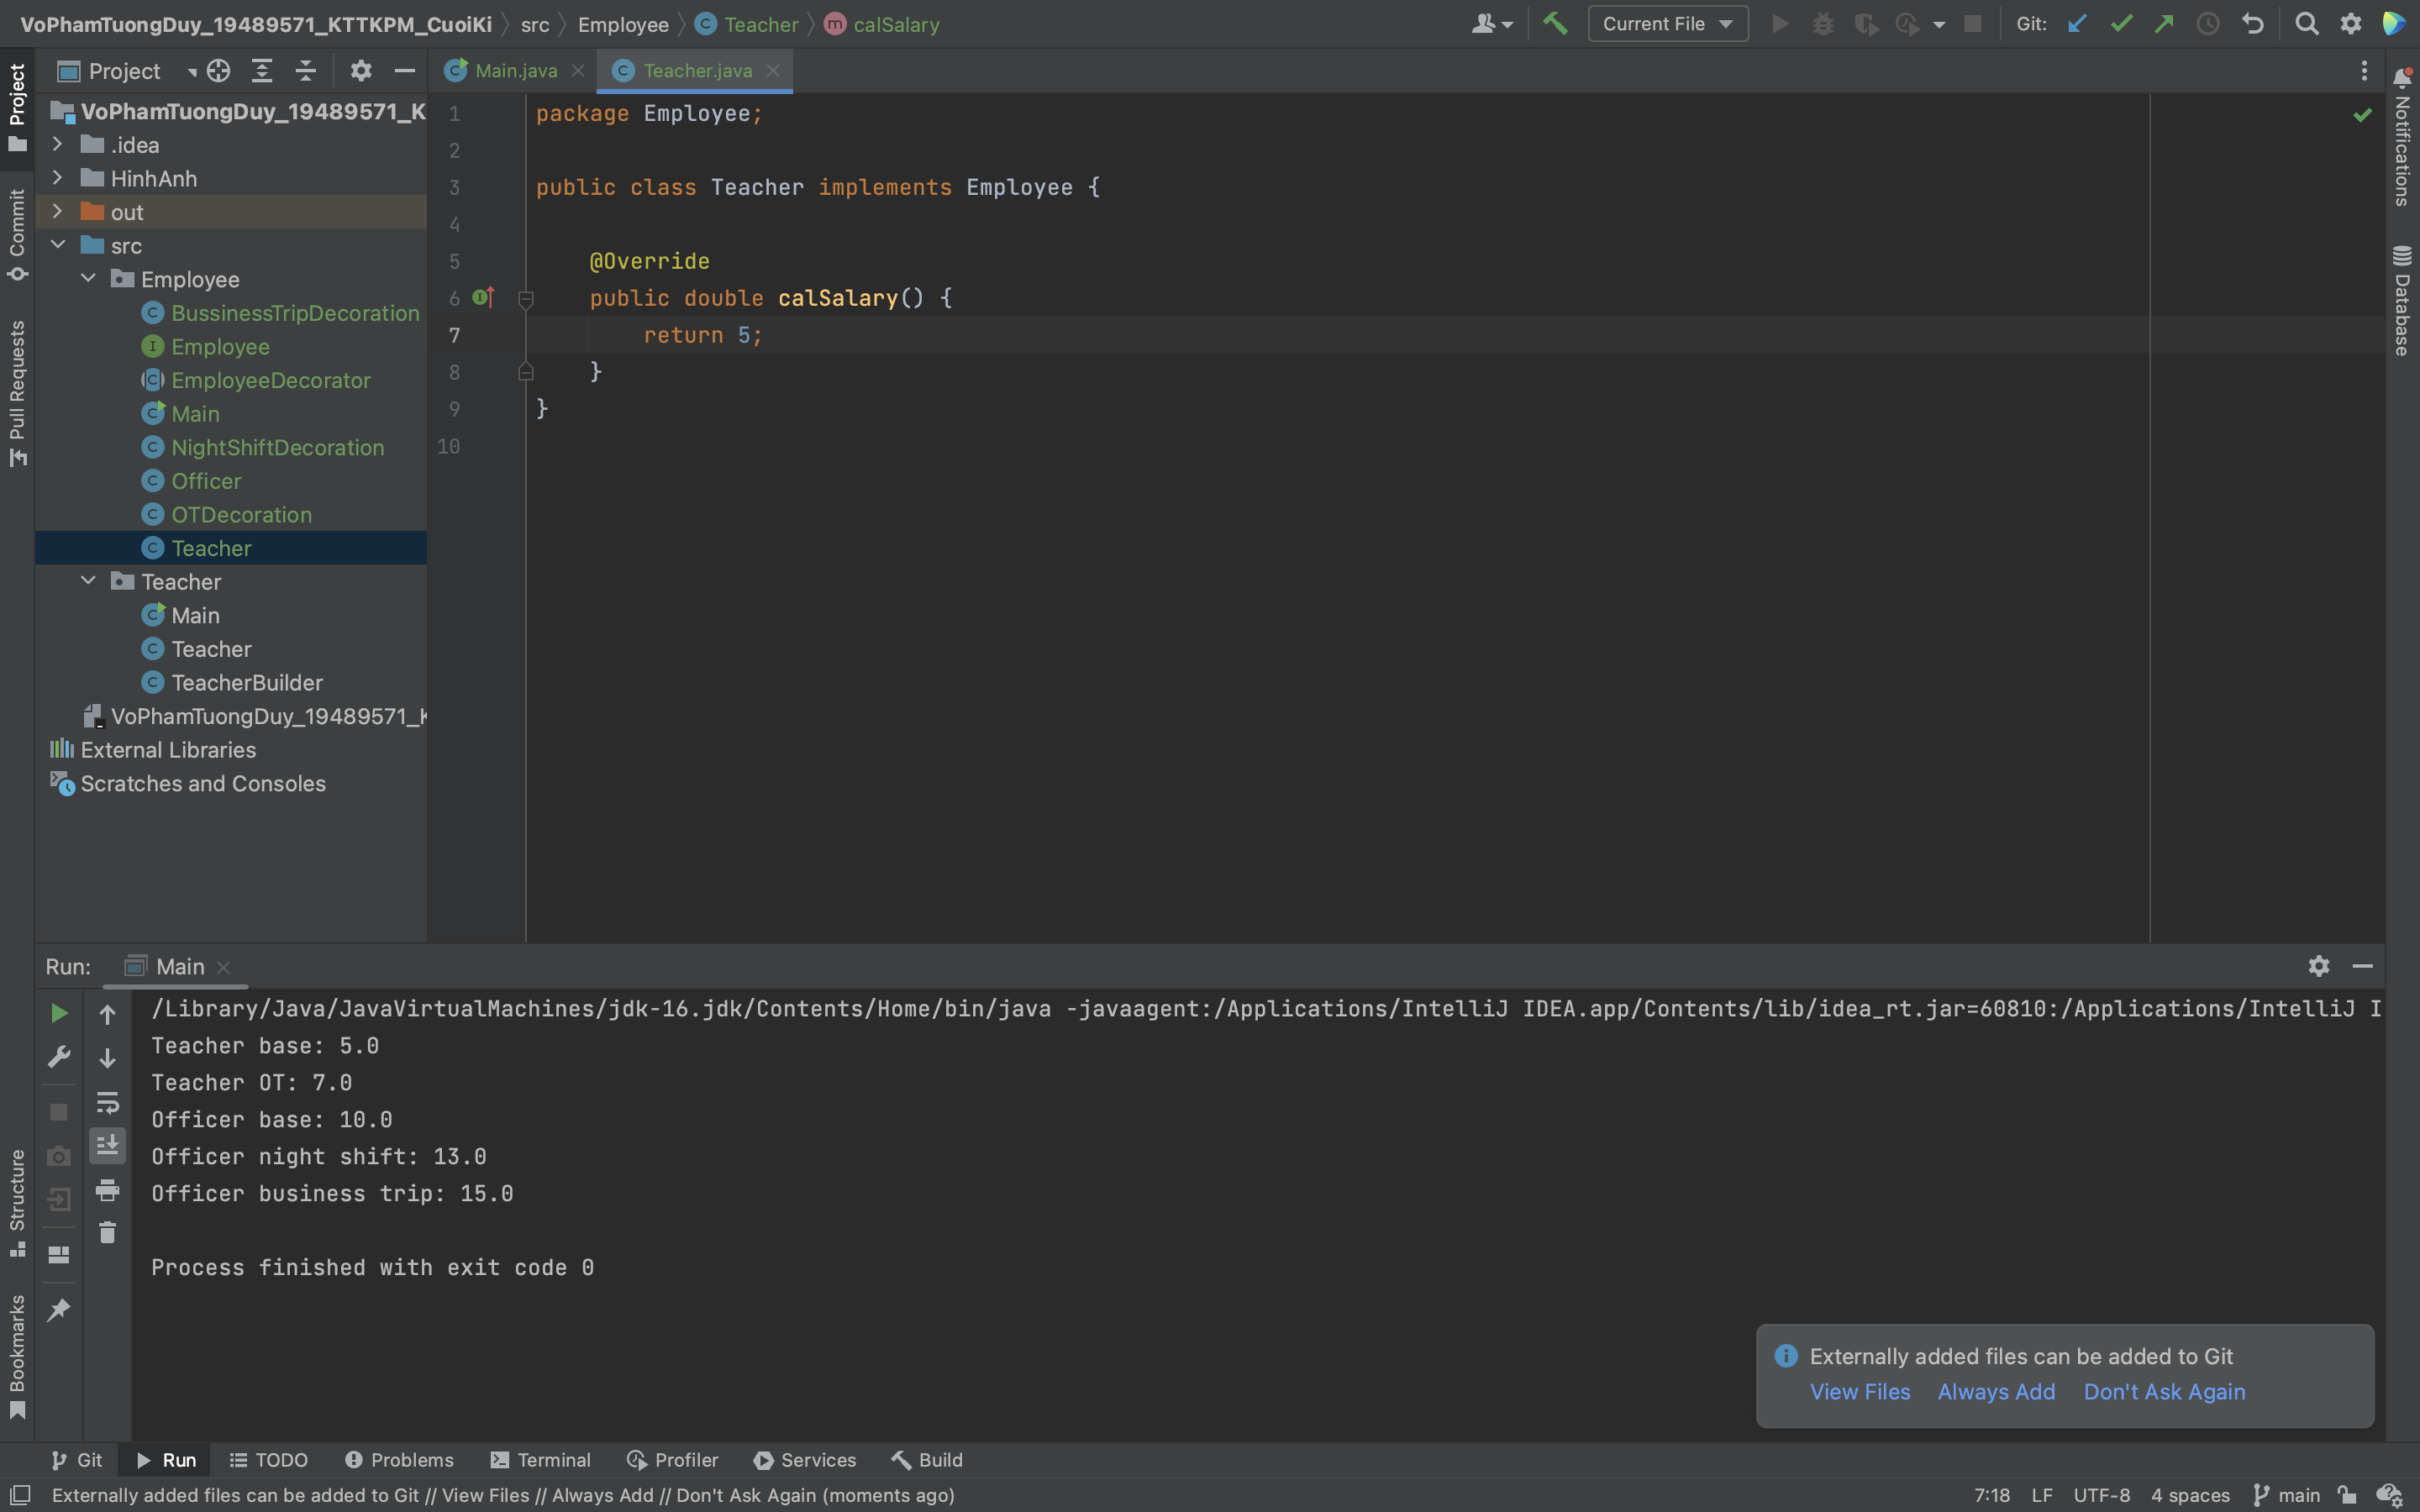 VoPhamTuongDuy_19489571_KTTKPM_CuoiKi src Employee Teacher calSalary
Current File
Git:
Project
Main.java
Teacher.java
Project
Commit
Pull Requests
Structure
Bookmarks
Notifications
Database
VoPhamTuongDuy_19489571_K
.idea
HinhAnh
out
src
Employee
BussinessTripDecoration
Employee
EmployeeDecorator
Main
NightShiftDecoration
Officer
OTDecoration
Teacher
Teacher
Main
Teacher
TeacherBuilder
VoPhamTuongDuy_19489571_K
External Libraries
Scratches and Consoles
1 package Employee;
2
3 public class Teacher implements Employee {
4
5 @Override
6 public double calSalary() {
7 return 5;
8 }
9 }
10
Run: Main
/Library/Java/JavaVirtualMachines/jdk-16.jdk/Contents/Home/bin/java -javaagent:/Applications/IntelliJ IDEA.app/Contents/lib/idea_rt.jar=60810:/Applications/IntelliJ I
Teacher base: 5.0
Teacher OT: 7.0
Officer base: 10.0
Officer night shift: 13.0
Officer business trip: 15.0
Process finished with exit code 0
Externally added files can be added to Git
View Files Always Add Don't Ask Again
Git Run TODO Problems Terminal Profiler Services Build
Externally added files can be added to Git // View Files // Always Add // Don't Ask Again (moments ago)
7:18 LF UTF-8 4 spaces main